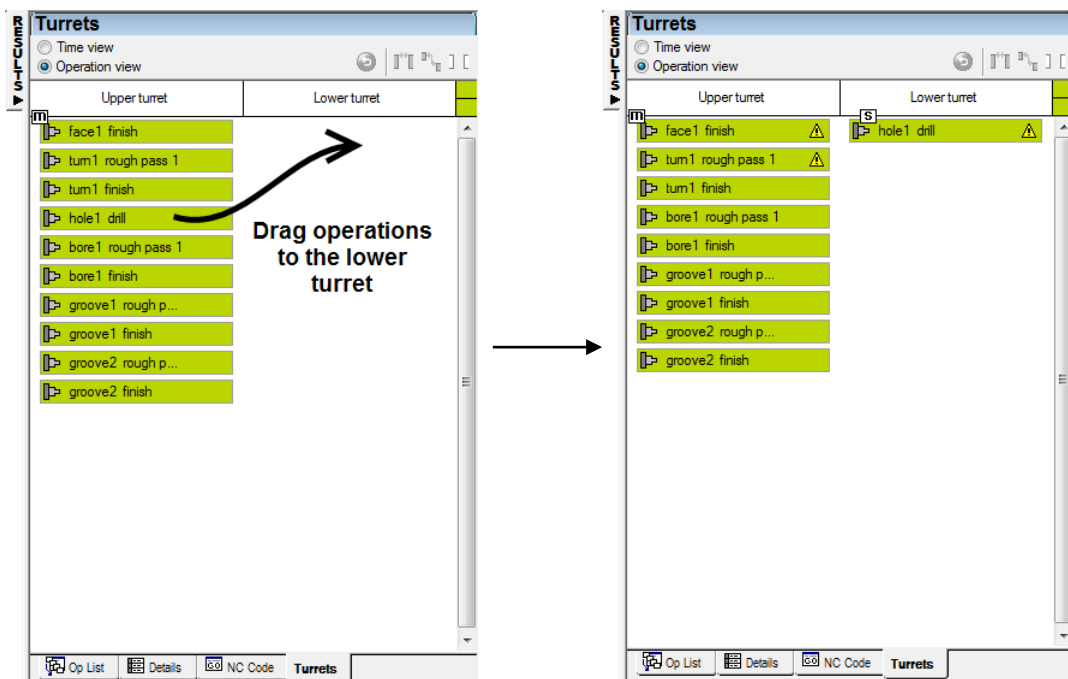 RESULTS
Turrets
Time view
Operation view
Upper turret
Lower turret
m
face1 finish
turn1 rough pass 1
turn1 finish
hole1 drill
bore1 rough pass 1
bore1 finish
groove1 rough p...
groove1 finish
groove2 rough p...
groove2 finish
Drag operations
to the lower
turret
Op List
Details
GO
NC Code
Turrets
RESULTS
Turrets
Time view
Operation view
Upper turret
Lower turret
m
s
face1 finish
hole1 drill
turn1 rough pass 1
turn1 finish
bore1 rough pass 1
bore1 finish
groove1 rough p...
groove1 finish
groove2 rough p...
groove2 finish
Op List
Details
GO
NC Code
Turrets